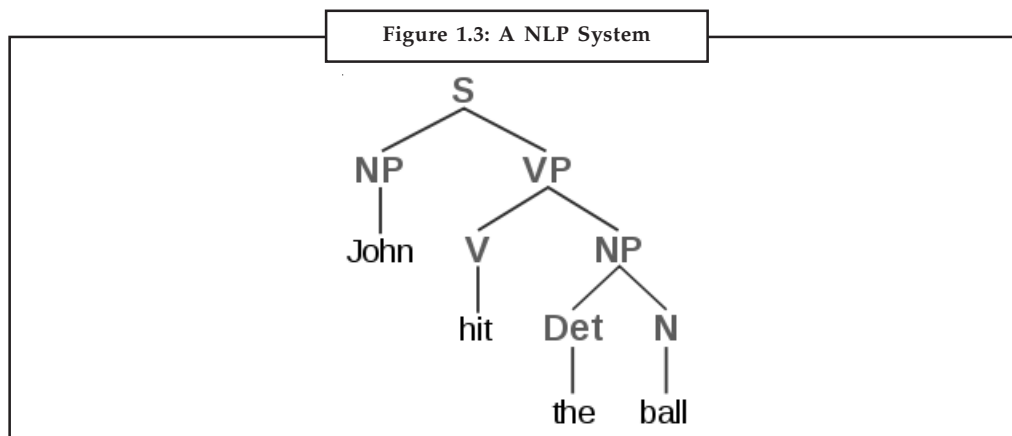 Figure 1.3: A NLP System
S
NP VP
John V NP
hit Det N
the ball